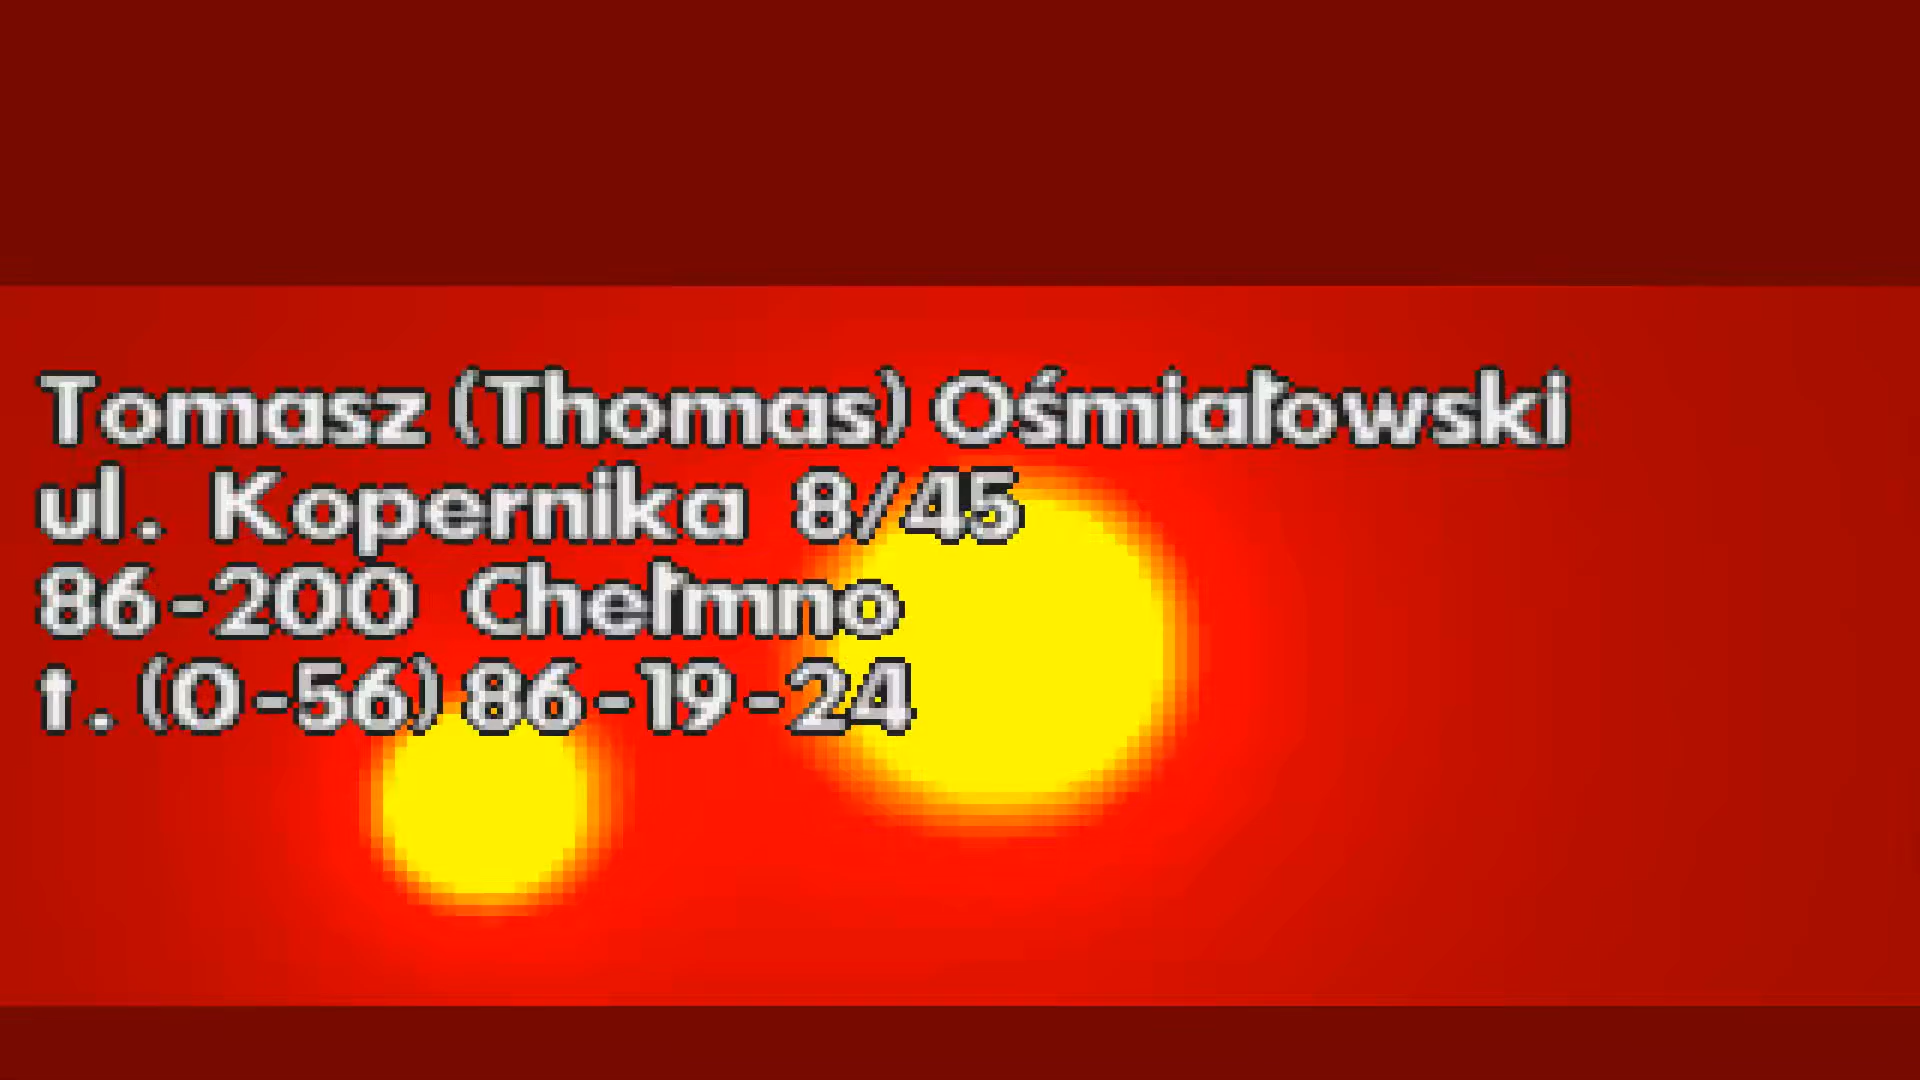 Tomasz (Thomas) Ośmiałowski
ul. Kopernika 8/45
86-200 Chełmno
t. (0-56) 86-19-24